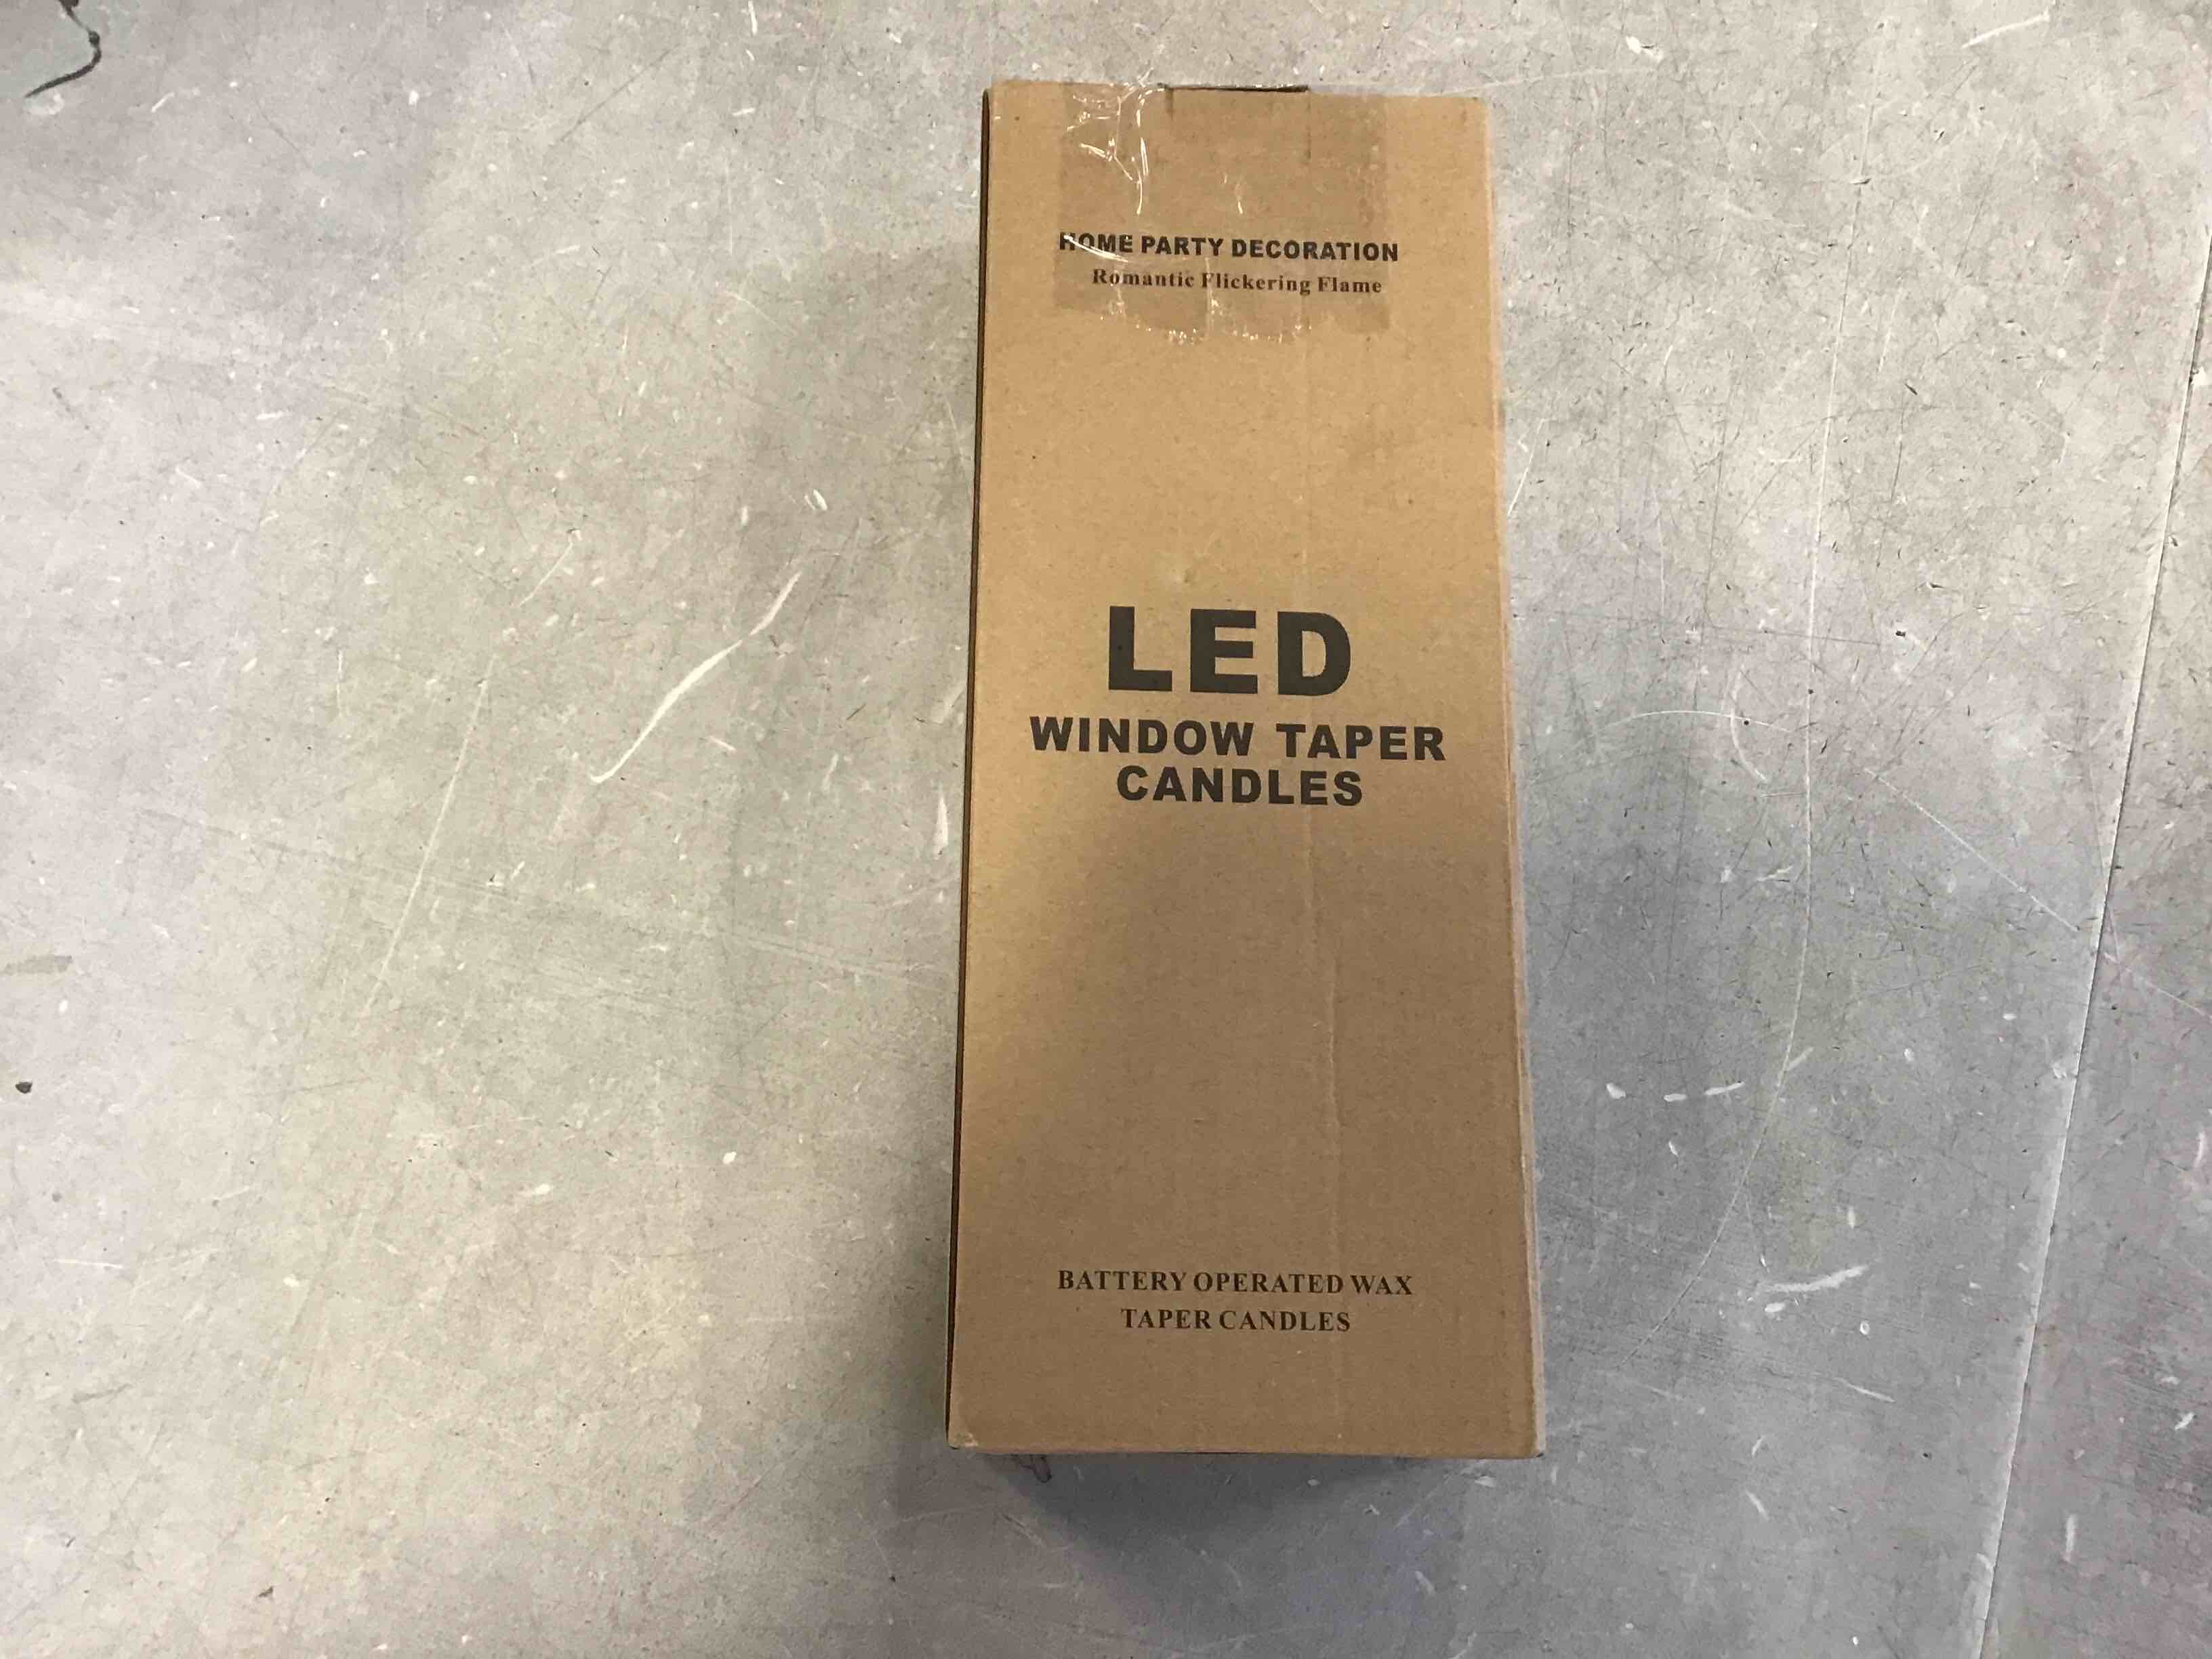 HOME PARTY DECORATION
Romantic Flickering Flame
LED
WINDOW TAPER
CANDLES
BATTERY OPERATED WAX
TAPER CANDLES